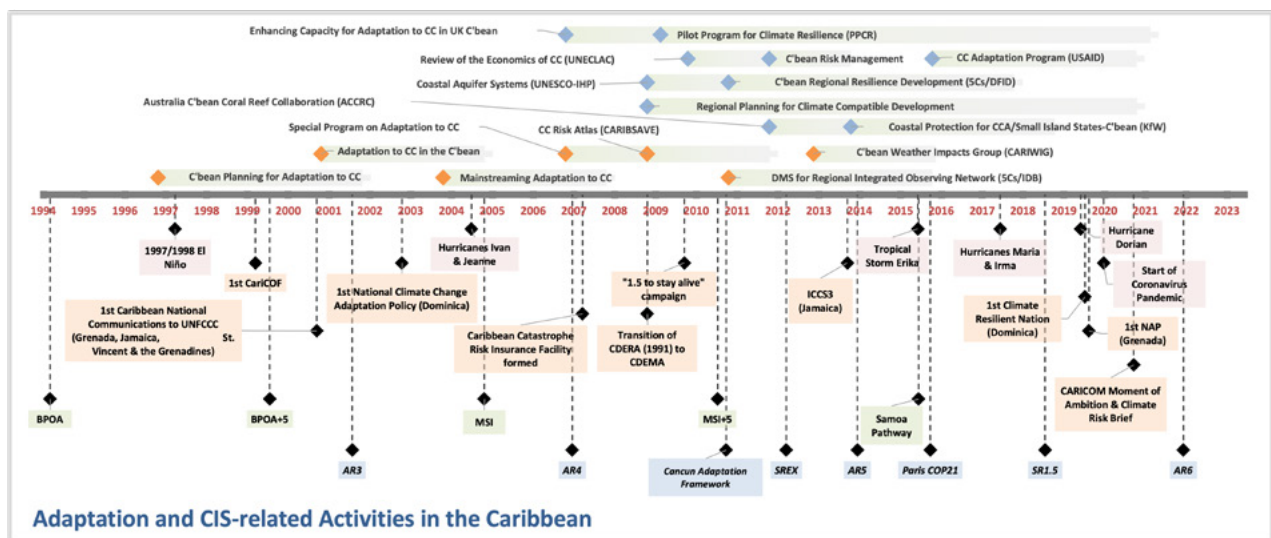 Enhancing Capacity for Adaptation to CC in UK C'bean
Pilot Program for Climate Resilience (PPCR)
Review of the Economics of CC (UNECLAC)
C'bean Risk Management
CC Adaptation Program (USAID)
Coastal Aquifer Systems (UNESCO-IHP)
C'bean Regional Resilience Development (5Cs/DFID)
Australia C'bean Coral Reef Collaboration (ACCRC)
Regional Planning for Climate Compatible Development
Special Program on Adaptation to CC
CC Risk Atlas (CARIBSAVE)
Coastal Protection for CCA/Small Island States-C'bean (KfW)
Adaptation to CC in the C'bean
C'bean Weather Impacts Group (CARIWIG)
C'bean Planning for Adaptation to CC
Mainstreaming Adaptation to CC
DMS for Regional Integrated Observing Network (5Cs/IDB)
1994 1995 1996 1997 1998 1999 2000 2001 2002 2003 2004 2005 2006 2007 2008 2009 2010 2011 2012 2013 2014 2015 2016 2017 2018 2019 2020 2021 2022 2023
1997/1998 El
Niño
Hurricanes Ivan
& Jeanne
Tropical
Storm Erika
Hurricanes Maria
& Irma
Hurricane
Dorian
1st CariCOF
1st National Climate Change
Adaptation Policy (Dominica)
"1.5 to stay alive"
campaign
ICCS3
(Jamaica)
Start of
Coronavirus
Pandemic
1st Caribbean National
Communications to UNFCCC
(Grenada, Jamaica, St.
Vincent & the Grenadines)
Caribbean Catastrophe
Risk Insurance Facility
formed
Transition of
CDERA (1991) to
CDEMA
1st Climate
Resilient Nation
(Dominica)
1st NAP
(Grenada)
CARICOM Moment of
Ambition & Climate
Risk Brief
BPOA
BPOA+5
MSI
MSI+5
Samoa
Pathway
AR3
AR4
Cancun Adaptation
Framework
SREX
AR5
Paris COP21
SR1.5
AR6
Adaptation and CIS-related Activities in the Caribbean